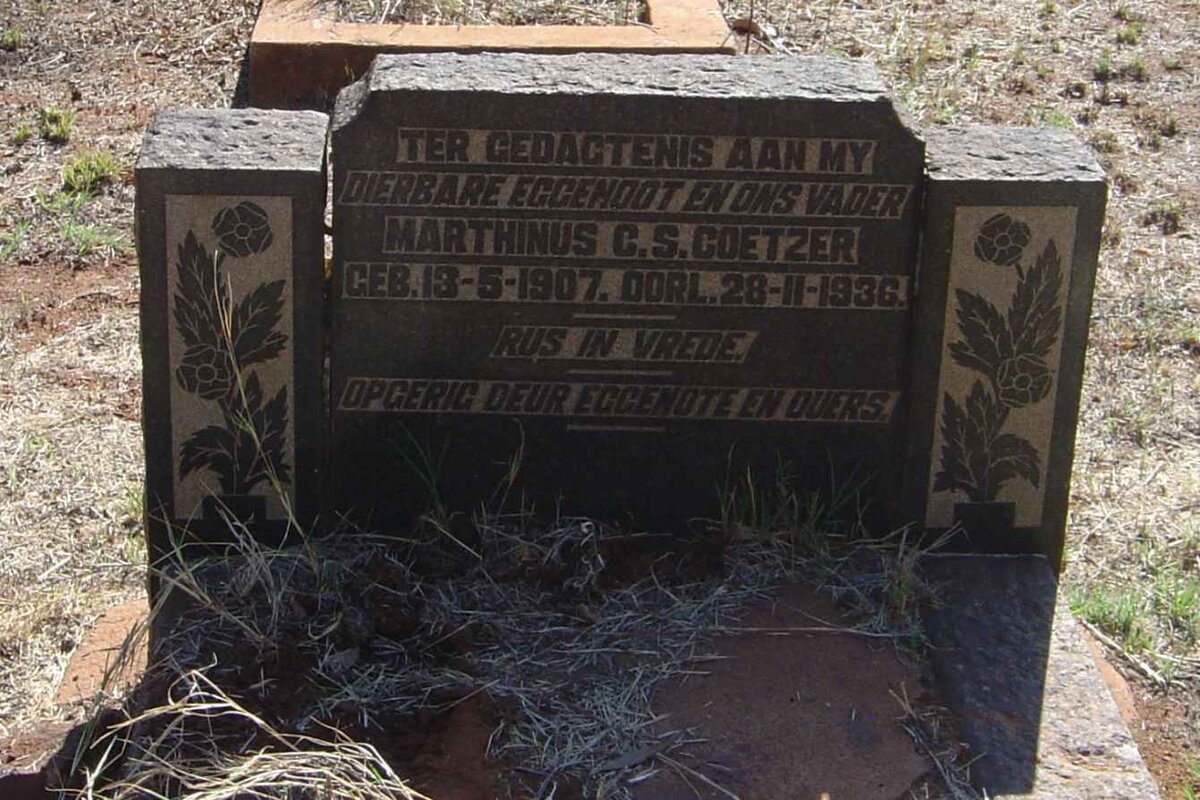 TER GEDAGTENIS AAN MY
DIERBARE EGGENOOT EN ONS VADER
MARTHINUS C.S. COETZER
GEB. 13-5-1907. OORL. 28-11-1936.
RUS IN VREDE.
OPGERIG DEUR EGGENOTE EN OUERS.